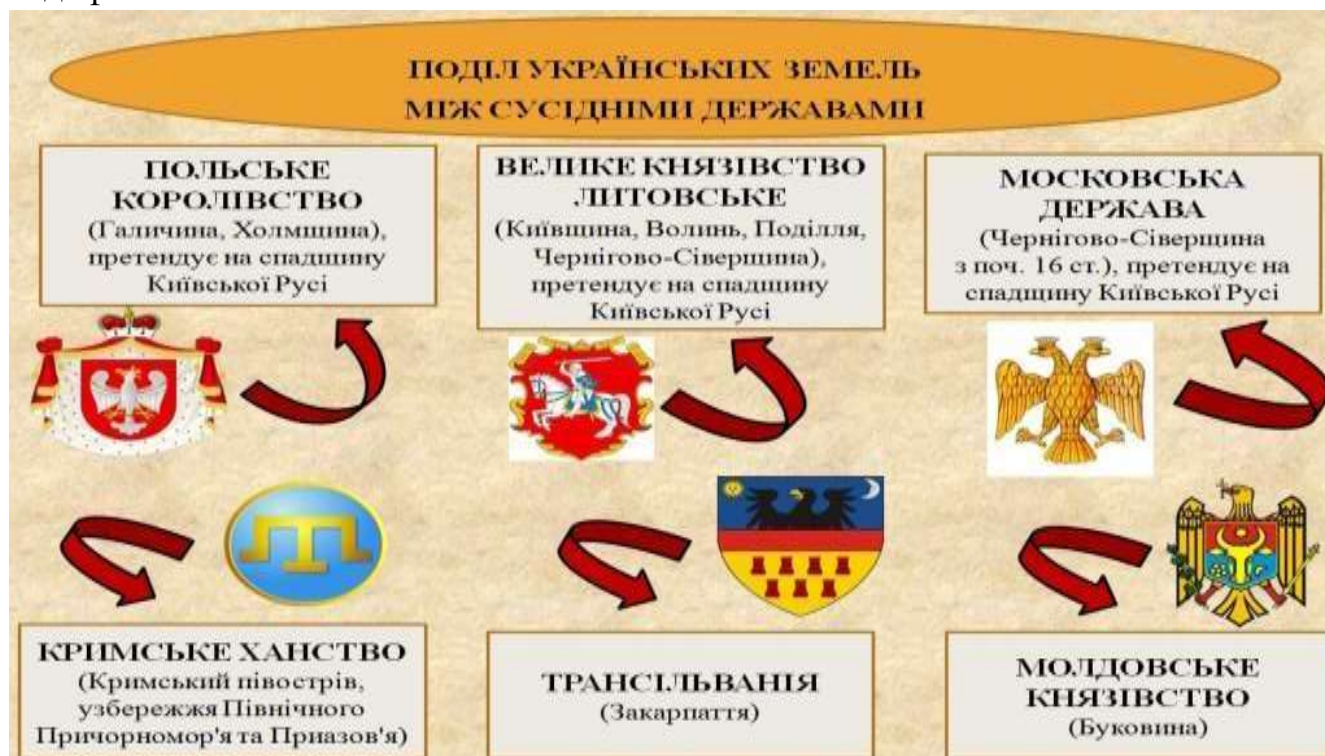 ПОДІЛ УКРАЇНСЬКИХ ЗЕМЕЛЬ
МІЖ СУСІДНІМИ ДЕРЖАВАМИ
ПОЛЬСЬКЕ
КОРОЛІВСТВО
(Галичина, Холмщина),
претендує на спадщину
Київської Русі
ВЕЛИКЕ КНЯЗІВСТВО
ЛИТОВСЬКЕ
(Київщина, Волинь, Поділля,
Чернігово-Сіверщина),
претендує на спадщину
Київської Русі
МОСКОВСЬКА
ДЕРЖАВА
(Чернігово-Сіверщина
з поч. 16 ст.), претендує на
спадщину Київської Русі
КРИМСЬКЕ ХАНСТВО
(Кримський півострів,
узбережжя Північного
Причорномор'я та Приазов'я)
ТРАНСІЛЬВАНІЯ
(Закарпаття)
МОЛДОВСЬКЕ
КНЯЗІВСТВО
(Буковина)